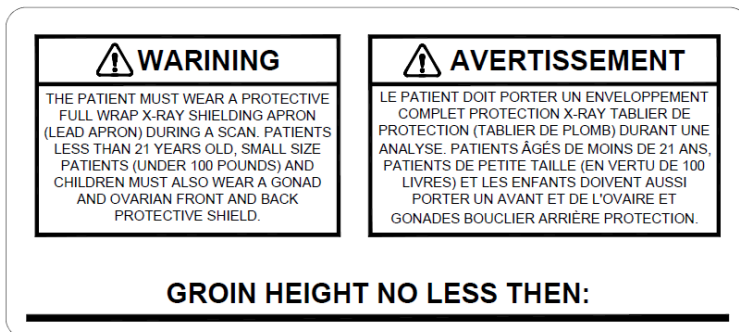 WARINING
THE PATIENT MUST WEAR A PROTECTIVE
FULL WRAP X-RAY SHIELDING APRON
(LEAD APRON) DURING A SCAN. PATIENTS
LESS THAN 21 YEARS OLD, SMALL SIZE
PATIENTS (UNDER 100 POUNDS) AND
CHILDREN MUST ALSO WEAR A GONAD
AND OVARIAN FRONT AND BACK
PROTECTIVE SHIELD.
AVERTISSEMENT
LE PATIENT DOIT PORTER UN ENVELOPPEMENT
COMPLET PROTECTION X-RAY TABLIER DE
PROTECTION (TABLIER DE PLOMB) DURANT UNE
ANALYSE. PATIENTS ÂGÉS DE MOINS DE 21 ANS,
PATIENTS DE PETITE TAILLE (EN VERTU DE 100
LIVRES) ET LES ENFANTS DOIVENT AUSSI
PORTER UN AVANT ET DE L'OVAIRE ET
GONADES BOUCLIER ARRIÈRE PROTECTION.
GROIN HEIGHT NO LESS THEN: